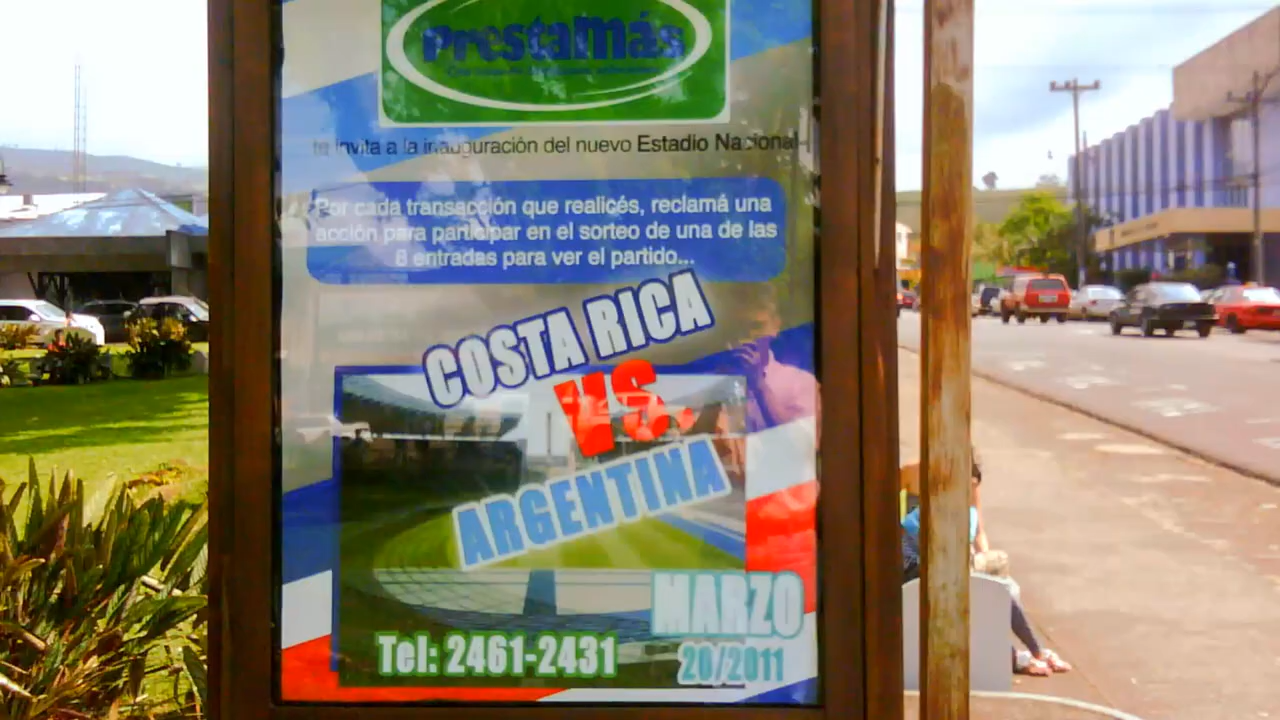 PrestaMás
te invita a la inauguración del nuevo Estadio Nacional
Por cada transacción que realicés, reclamá una
acción para participar en el sorteo de una de las
6 entradas para ver el partido...
COSTA RICA
VS.
ARGENTINA
MARZO
Tel: 2461-2431
20/2011